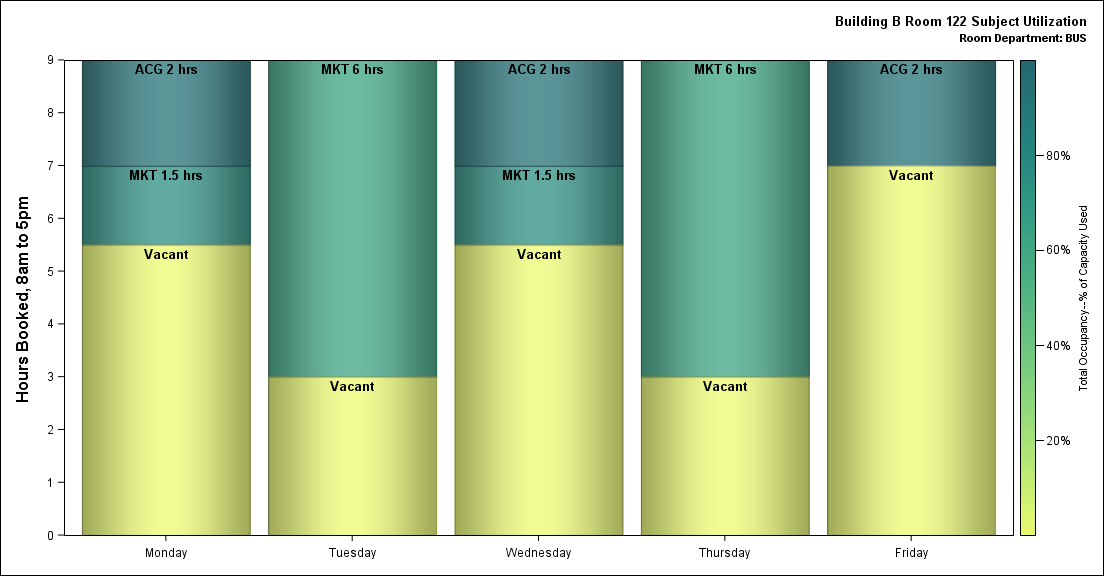 Building B Room 122 Subject Utilization
Room Department: BUS
Hours Booked, 8am to 5pm
9
8
7
6
5
4
3
2
1
0
ACG 2 hrs
MKT 1.5 hrs
Vacant
MKT 6 hrs
Vacant
ACG 2 hrs
MKT 1.5 hrs
Vacant
MKT 6 hrs
Vacant
ACG 2 hrs
Vacant
Monday
Tuesday
Wednesday
Thursday
Friday
80%
60%
40%
20%
Total Occupancy--% of Capacity Used